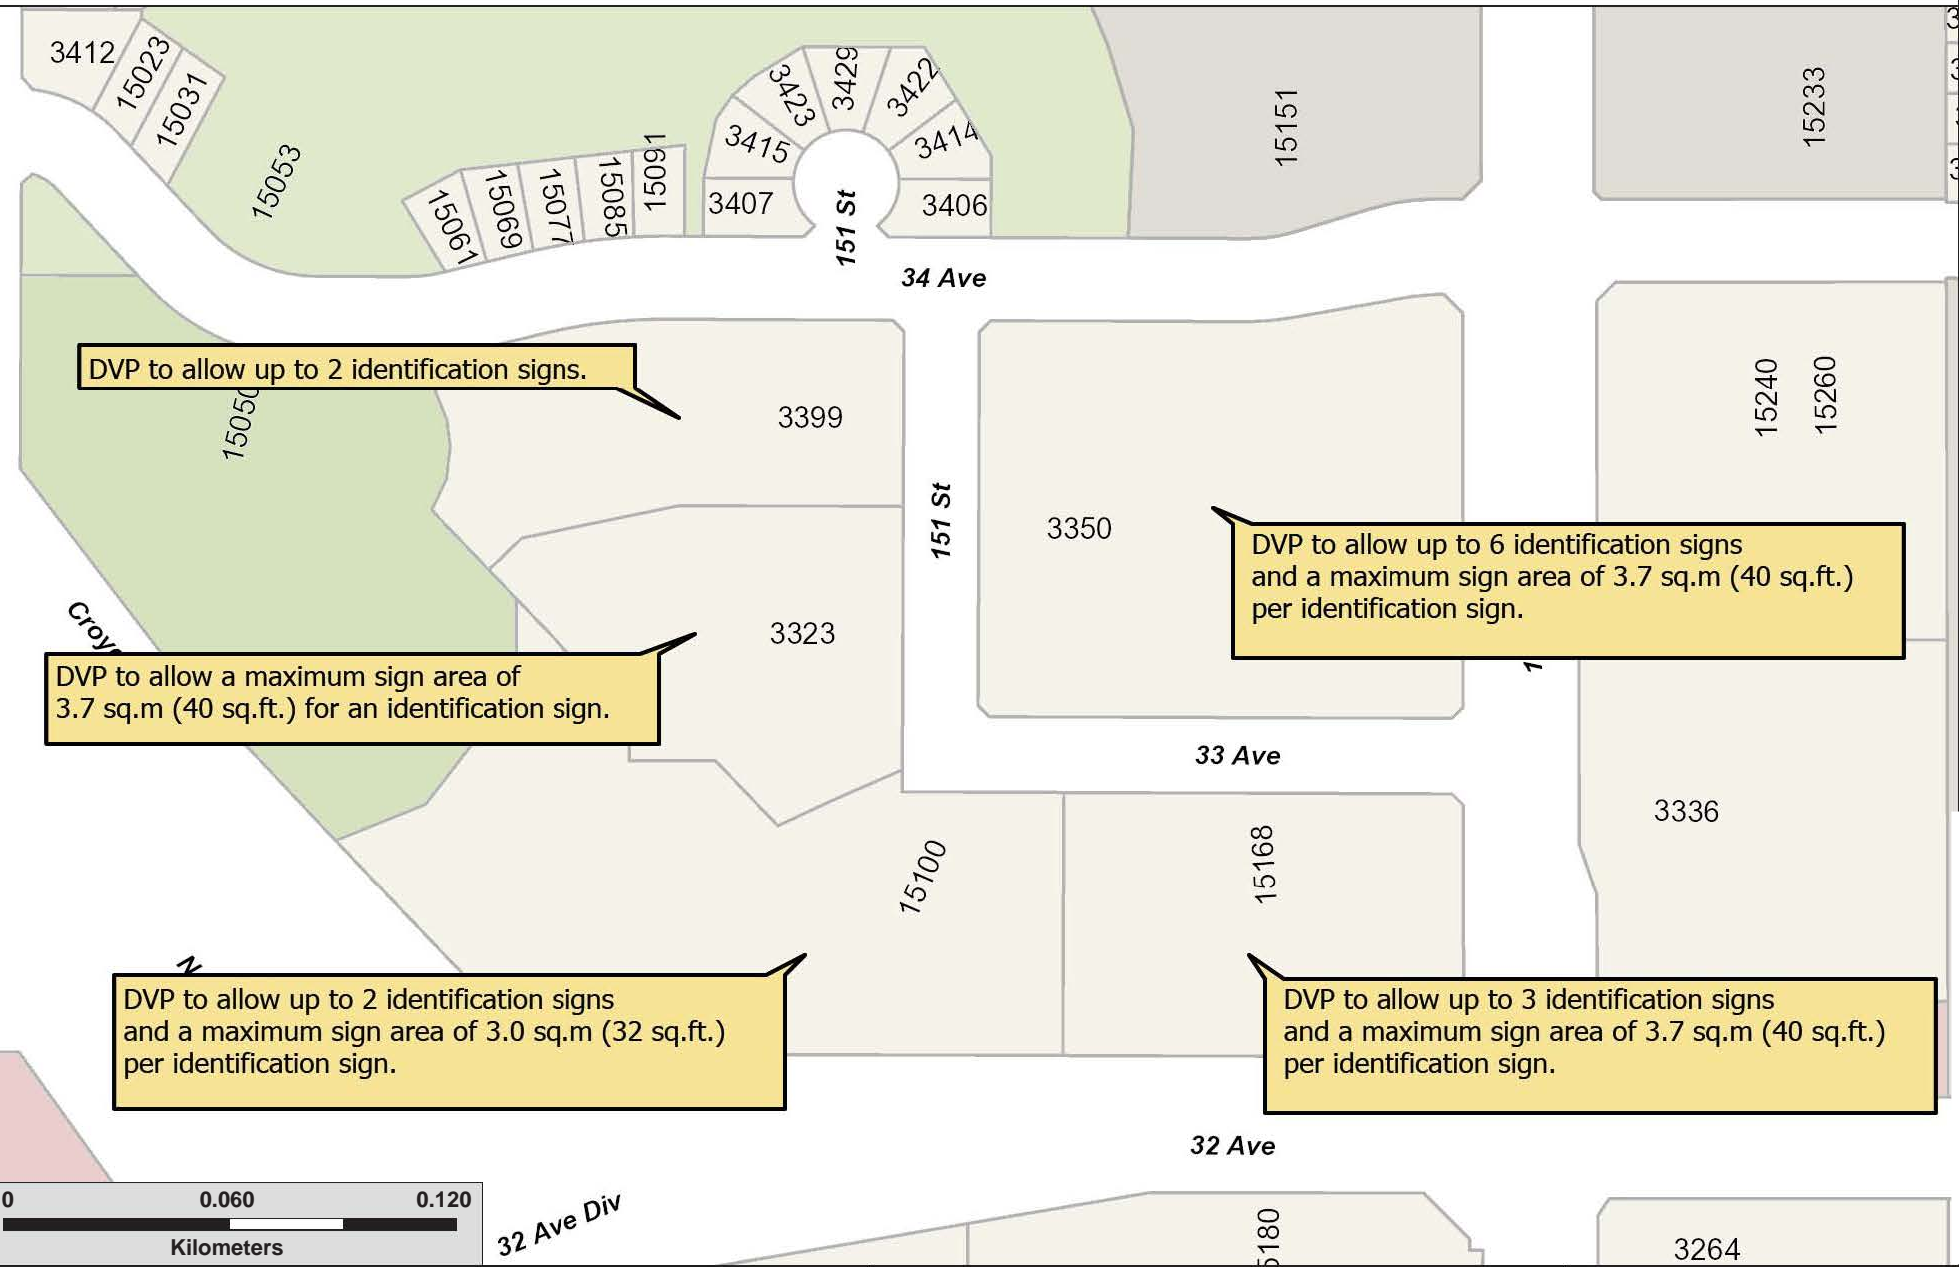 3412
15023
15031
15053
15061
15069
15077
15085
15091
3407
3415
3423
3429
3422
3414
3406
151 St
15151
15233
34 Ave
DVP to allow up to 2 identification signs.
3399
15240
15260
151 St
3350
DVP to allow up to 6 identification signs
and a maximum sign area of 3.7 sq.m (40 sq.ft.)
per identification sign.
3323
DVP to allow a maximum sign area of
3.7 sq.m (40 sq.ft.) for an identification sign.
33 Ave
3336
15100
15168
DVP to allow up to 2 identification signs
and a maximum sign area of 3.0 sq.m (32 sq.ft.)
per identification sign.
DVP to allow up to 3 identification signs
and a maximum sign area of 3.7 sq.m (40 sq.ft.)
per identification sign.
32 Ave
0 0.060 0.120
Kilometers
32 Ave Div
3264